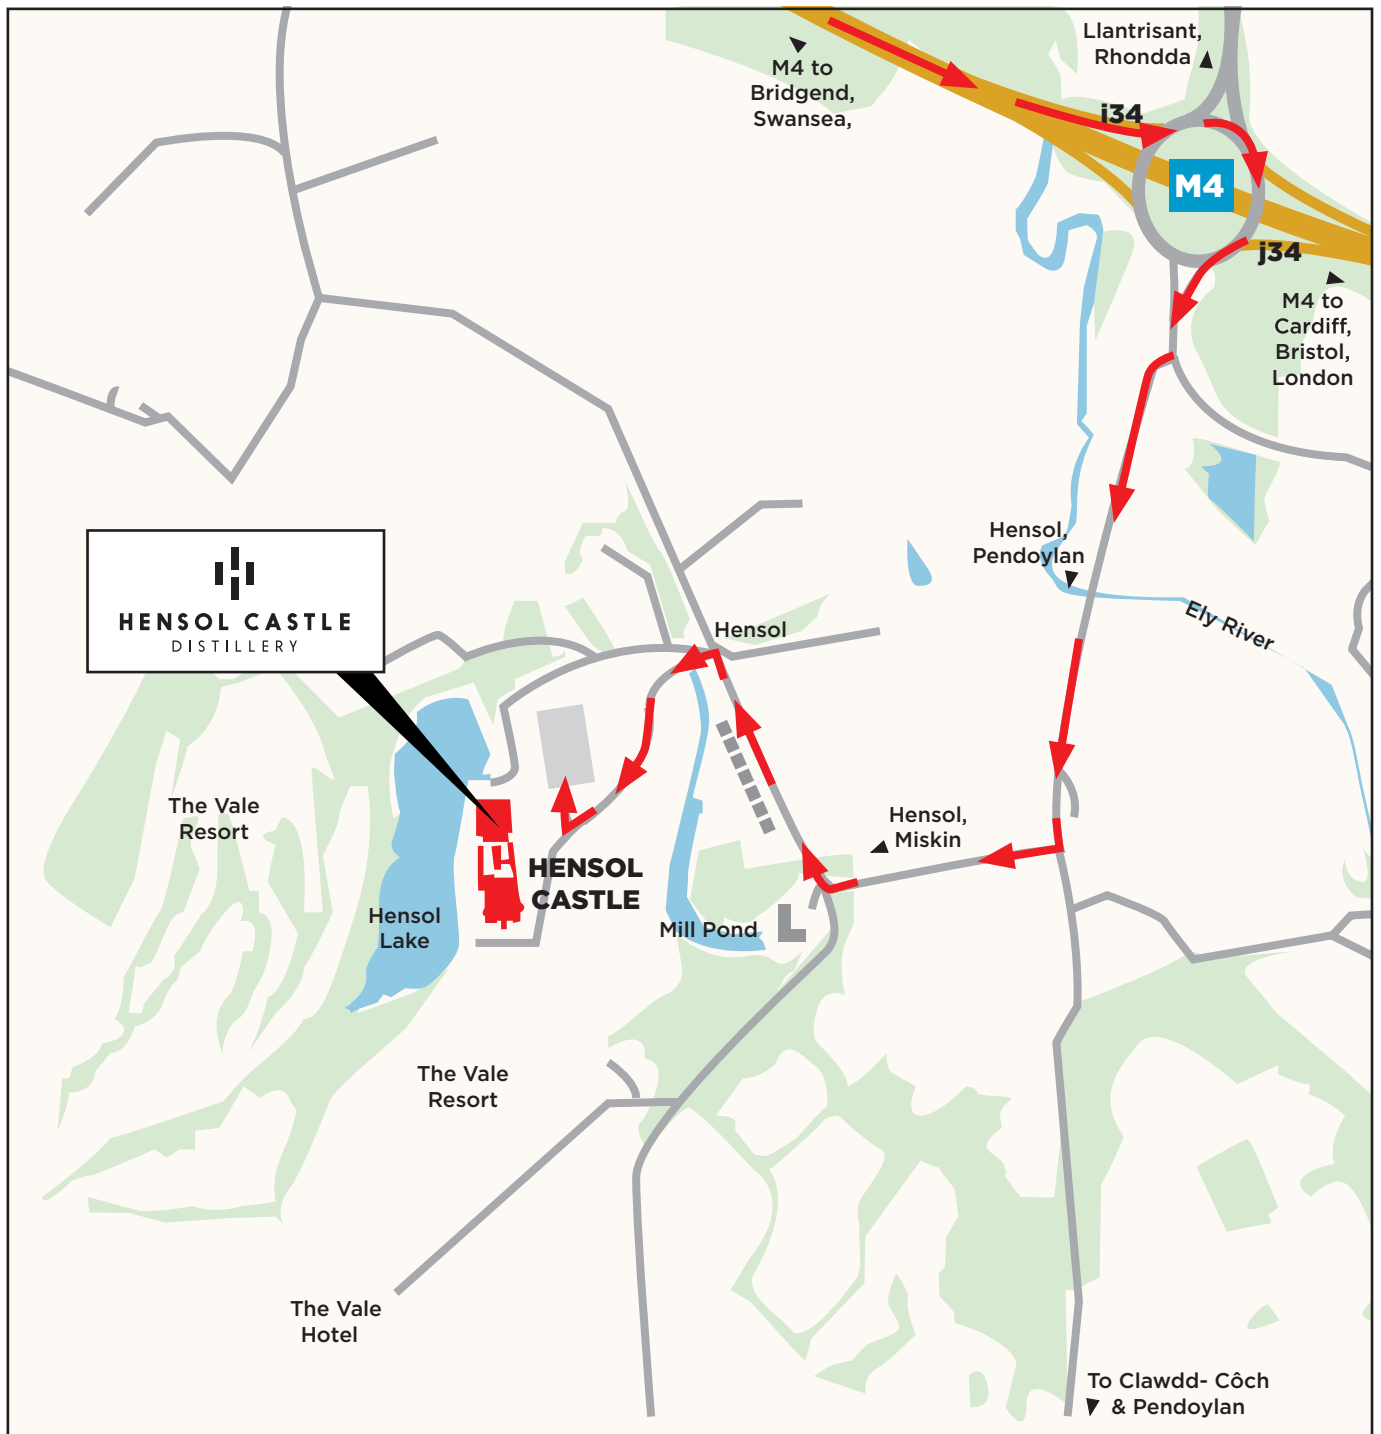 Llantrisant,
Rhondda
M4 to
Bridgend,
Swansea,
i34
M4
j34
M4 to
Cardiff,
Bristol,
London
Hensol,
Pendoylan
Ely River
HENSOL CASTLE
DISTILLERY
Hensol
The Vale
Resort
Hensol,
Miskin
HENSOL
CASTLE
Hensol
Lake
Mill Pond
The Vale
Resort
The Vale
Hotel
To Clawdd- Côch
& Pendoylan